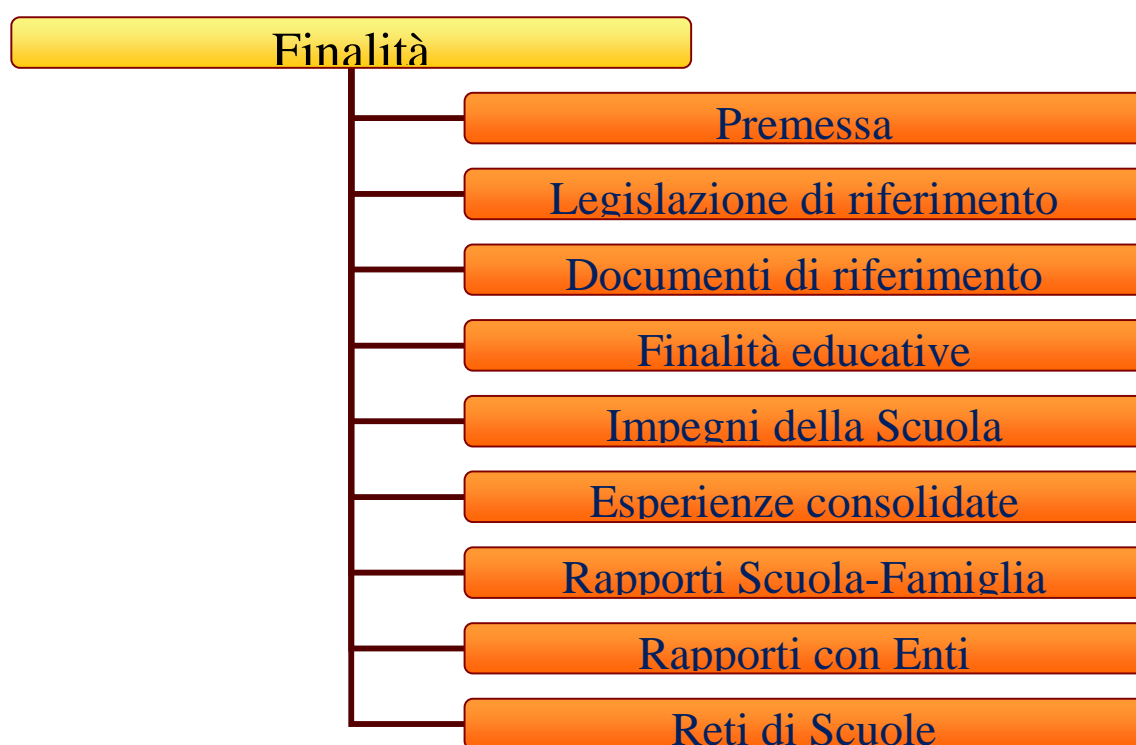 Finalità
Premessa
Legislazione di riferimento
Documenti di riferimento
Finalità educative
Impegni della Scuola
Esperienze consolidate
Rapporti Scuola-Famiglia
Rapporti con Enti
Reti di Scuole